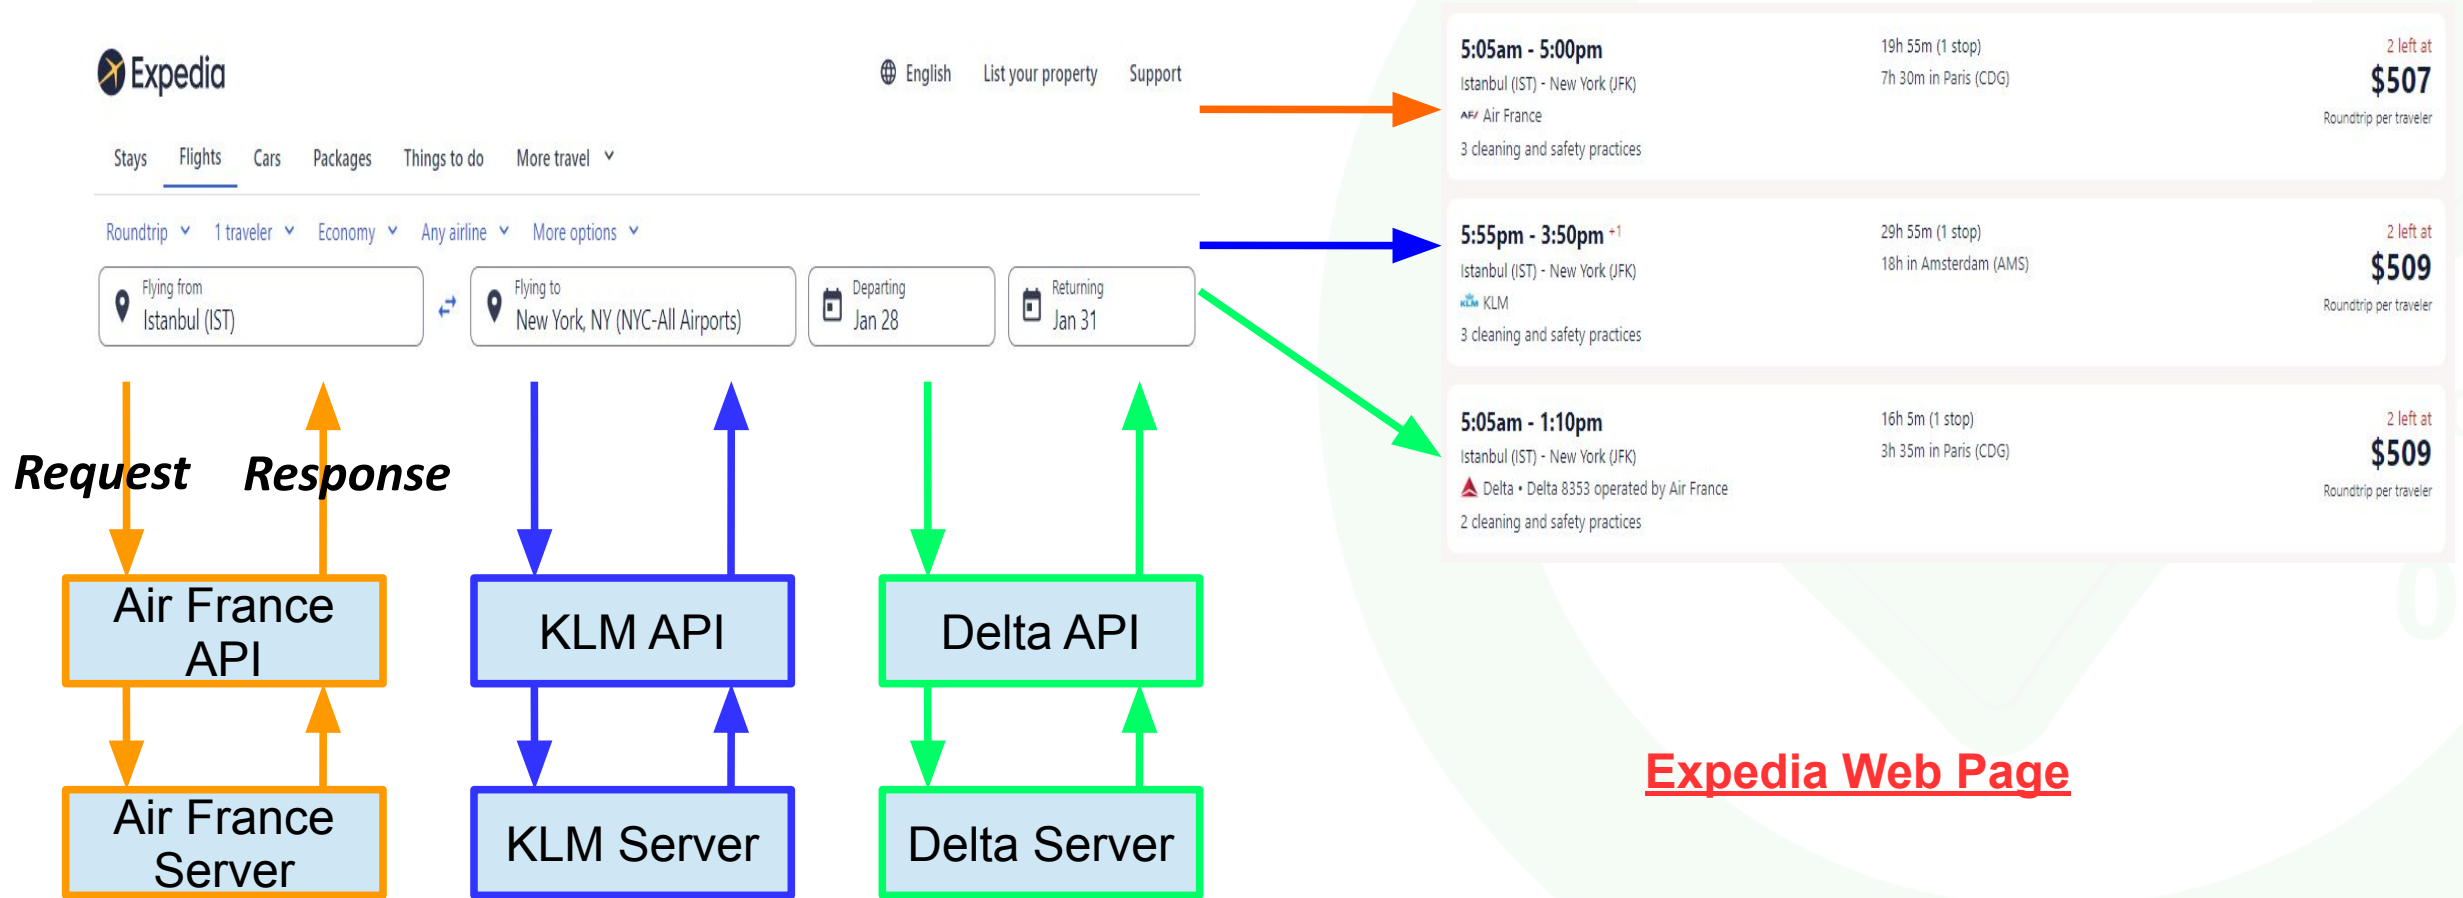 Expedia
English List your property Support
Stays Flights Cars Packages Things to do More travel
Roundtrip 1 traveler Economy Any airline More options
Flying from
Istanbul (IST)
Flying to
New York, NY (NYC-All Airports)
Departing
Jan 28
Returning
Jan 31
Request Response
Air France
API
KLM API
Delta API
Air France
Server
KLM Server
Delta Server
5:05am - 5:00pm
Istanbul (IST) - New York (JFK)
AF/ Air France
3 cleaning and safety practices
19h 55m (1 stop)
7h 30m in Paris (CDG)
2 left at
$507
Roundtrip per traveler
5:55pm - 3:50pm +1
Istanbul (IST) - New York (JFK)
KLM KLM
3 cleaning and safety practices
29h 55m (1 stop)
18h in Amsterdam (AMS)
2 left at
$509
Roundtrip per traveler
5:05am - 1:10pm
Istanbul (IST) - New York (JFK)
Delta • Delta 8353 operated by Air France
2 cleaning and safety practices
16h 5m (1 stop)
3h 35m in Paris (CDG)
2 left at
$509
Roundtrip per traveler
Expedia Web Page